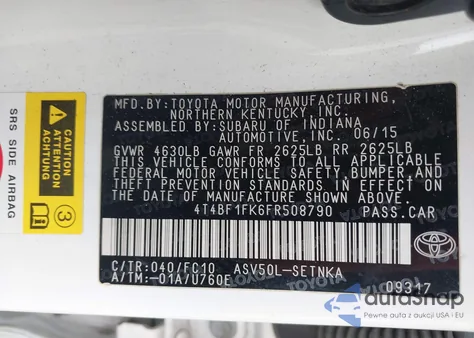 SRS SIDE AIRBAG
CAUTION
ATTENTION
ACHTUNG
3
MFD.BY:TOYOTA MOTOR MANUFACTURING,
NORTHERN KENTUCKY,INC.
ASSEMBLED BY:SUBARU OF INDIANA
AUTOMOTIVE,INC. 06/15
GVWR 4630LB GAWR FR 2625LB RR 2625LB
THIS VEHICLE CONFORMS TO ALL APPLICABLE
FEDERAL MOTOR VEHICLE SAFETY,BUMPER,AND
THEFT PREVENTION STANDARDS IN EFFECT ON
THE DATE OF MANUFACTURE SHOWN ABOVE.
4T4BF1FK6FR508790 PASS.CAR
C/TR:040/FC10 ASV50L-SETNKA
A/TM:-01A/U760E
TOYOTA
09317
autoSnap
Pewne auta z aukcji z USA i EU